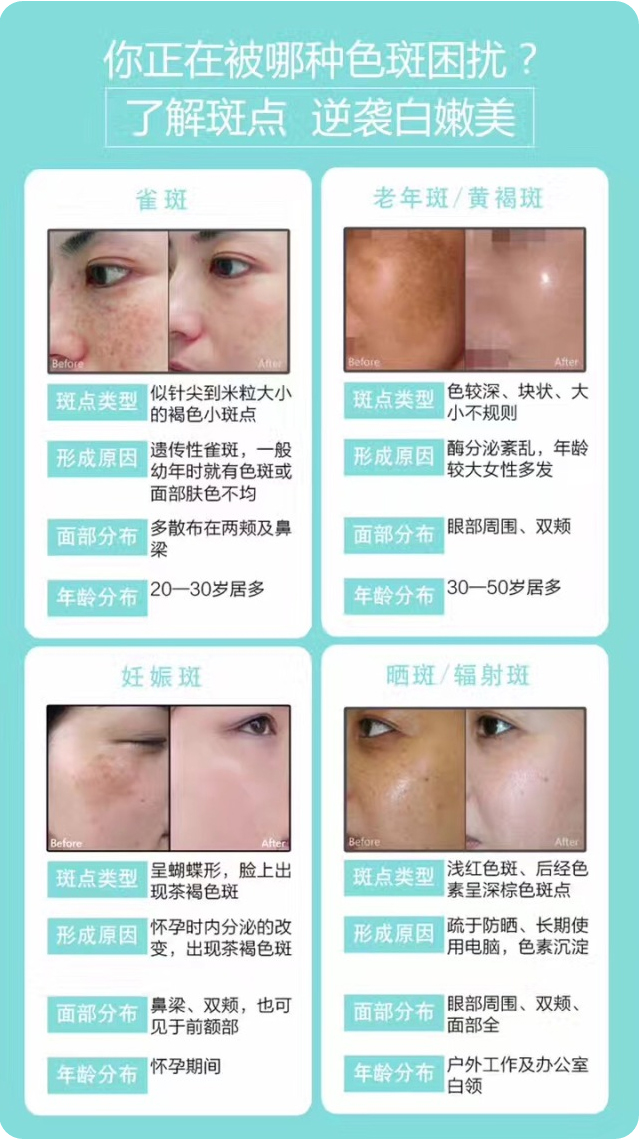 你正在被哪种色斑困扰？
了解斑点 逆袭白嫩美
雀斑
Before
After
斑点类型
似针尖到米粒大小
的褐色小斑点
形成原因
遗传性雀斑，一般
幼年时就有色斑或
面部肤色不均
面部分布
多散布在两颊及鼻
梁
年龄分布
20—30岁居多
老年斑/黄褐斑
Before
After
斑点类型
色较深、块状、大
小不规则
形成原因
酶分泌紊乱，年龄
较大女性多发
面部分布
眼部周围、双颊
年龄分布
30—50岁居多
妊娠斑
Before
After
斑点类型
呈蝴蝶形，脸上出
现茶褐色斑
形成原因
怀孕时内分泌的改
变，出现茶褐色斑
面部分布
鼻梁、双颊，也可
见于前额部
年龄分布
怀孕期间
晒斑/辐射斑
Before
After
斑点类型
浅红色斑、后经色
素呈深棕色斑点
形成原因
疏于防晒、长期使
用电脑，色素沉淀
面部分布
眼部周围、双颊、
面部全
年龄分布
户外工作及办公室
白领